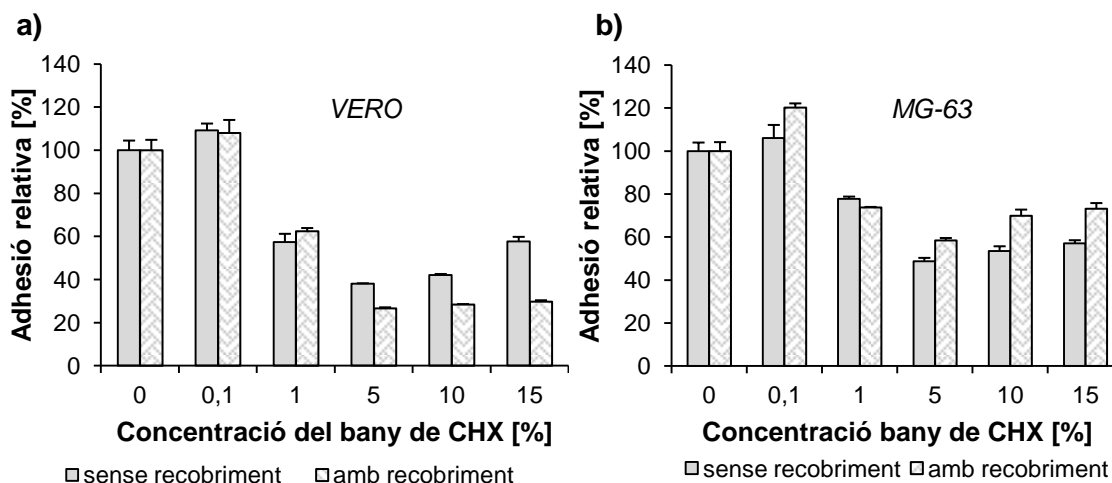 a)
140
120
100
80
60
40
20
0
Adhesió relativa [%]
VERO
0 0,1 1 5 10 15
Concentració del bany de CHX [%]
sense recobriment amb recobriment
b)
140
120
100
80
60
40
20
0
Adhesió relativa [%]
MG-63
0 0,1 1 5 10 15
Concentració bany de CHX [%]
sense recobriment amb recobriment